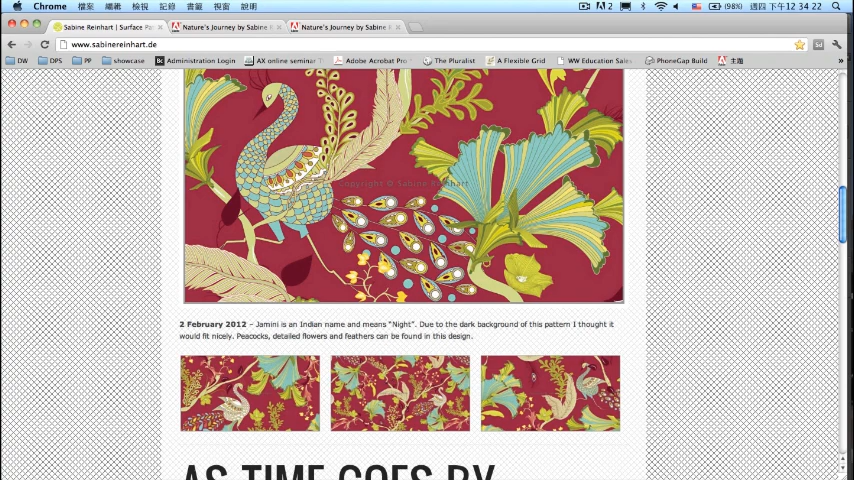 Chrome 檔案 編輯 檢視 記錄 書籤 視窗 說明 2 (98%) 週四 下午12 34 22
Sabine Reinhart | Surface Pa Nature's Journey by Sabine R Nature's Journey by Sabine R
www.sabinereinhart.de
DW DPS PP showcase Administration Login AX online seminar Adobe Acrobat Pro The Pluralist A Flexible Grid WW Education Sales PhoneGap Build 主題 »
Copyright © Sabine Reinhart
2 February 2012 – Jamini is an Indian name and means “Night”. Due to the dark background of this pattern I thought it
would fit nicely. Peacocks, detailed flowers and feathers can be found in this design.
AS TIME GOES BY